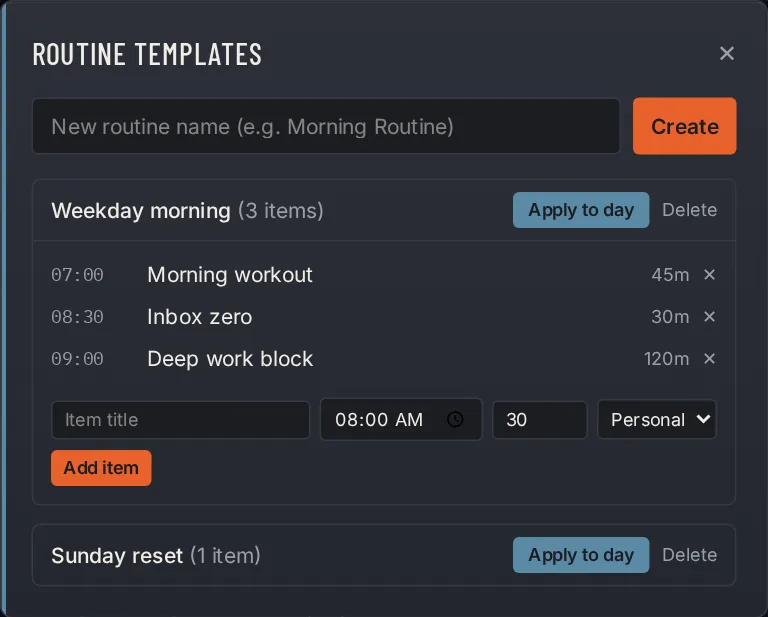 ROUTINE TEMPLATES ✕
New routine name (e.g. Morning Routine) Create
Weekday morning (3 items) Apply to day Delete
07:00 Morning workout 45m ✕
08:30 Inbox zero 30m ✕
09:00 Deep work block 120m ✕
Item title 08:00 AM 30 Personal
Add item
Sunday reset (1 item) Apply to day Delete